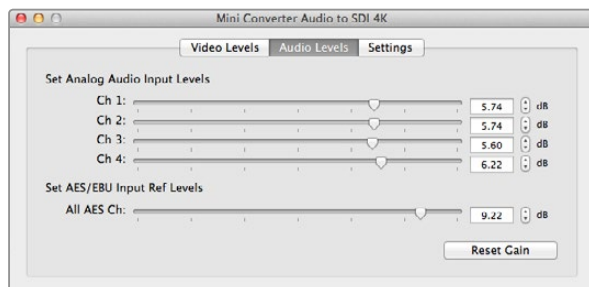 Mini Converter Audio to SDI 4K
Video Levels Audio Levels Settings
Set Analog Audio Input Levels
Ch 1: 5.74 dB
Ch 2: 5.74 dB
Ch 3: 5.60 dB
Ch 4: 6.22 dB
Set AES/EBU Input Ref Levels
All AES Ch: 9.22 dB
Reset Gain